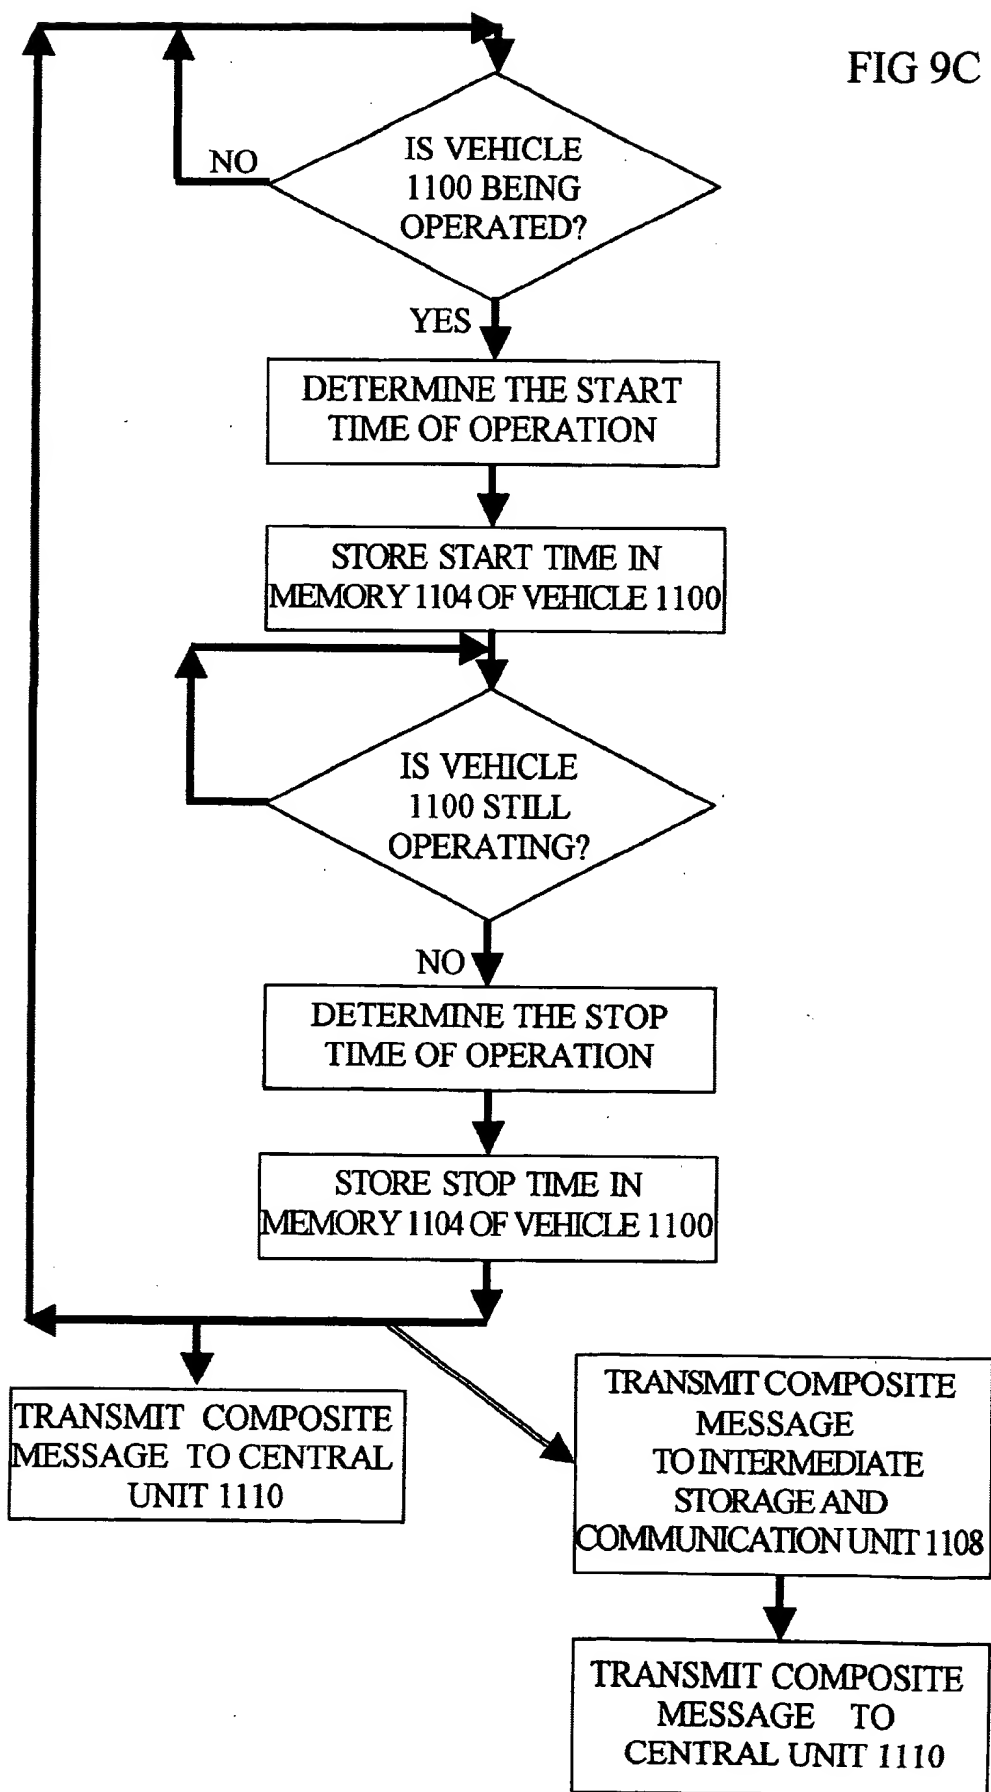 FIG 9C
IS VEHICLE
1100 BEING
OPERATED?
NO
YES
DETERMINE THE START
TIME OF OPERATION
STORE START TIME IN
MEMORY 1104 OF VEHICLE 1100
IS VEHICLE
1100 STILL
OPERATING?
NO
DETERMINE THE STOP
TIME OF OPERATION
STORE STOP TIME IN
MEMORY 1104 OF VEHICLE 1100
TRANSMIT COMPOSITE
MESSAGE TO CENTRAL
UNIT 1110
TRANSMIT COMPOSITE
MESSAGE
TO INTERMEDIATE
STORAGE AND
COMMUNICATION UNIT 1108
TRANSMIT COMPOSITE
MESSAGE TO
CENTRAL UNIT 1110